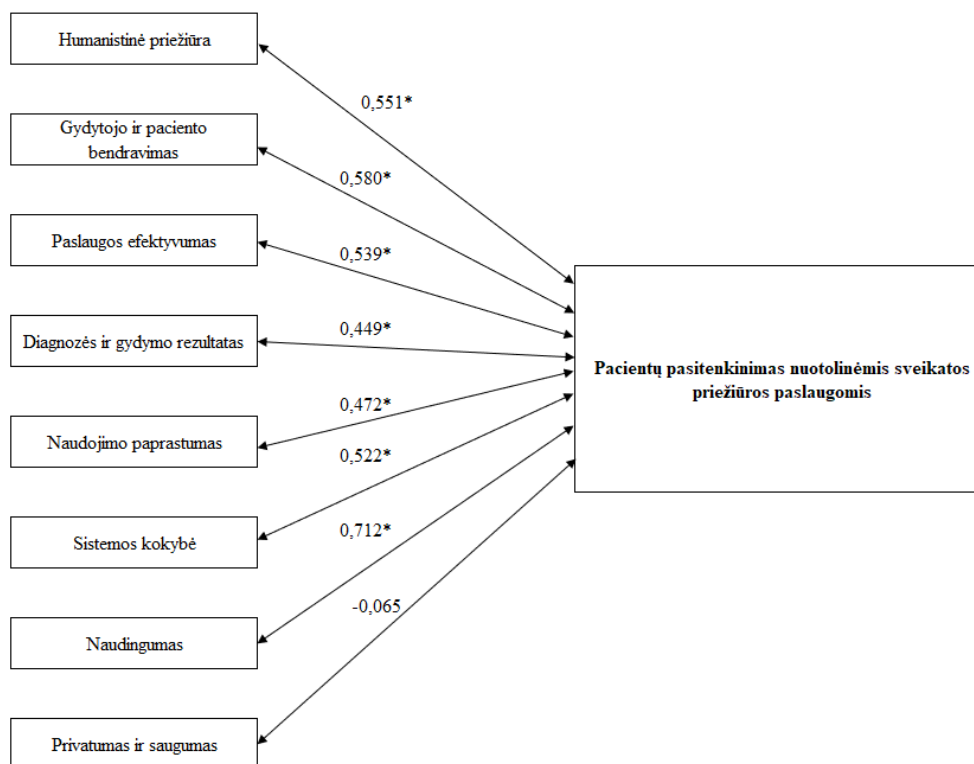 Humanistinė priežiūra
0,551*
Gydytojo ir paciento
bendravimas
0,580*
Paslaugos efektyvumas
0,539*
Diagnozės ir gydymo rezultatas
0,449*
Pacientų pasitenkinimas nuotolinėmis sveikatos
priežiūros paslaugomis
Naudojimo paprastumas
0,472*
0,522*
Sistemos kokybė
0,712*
Naudingumas
-0,065
Privatumas ir saugumas